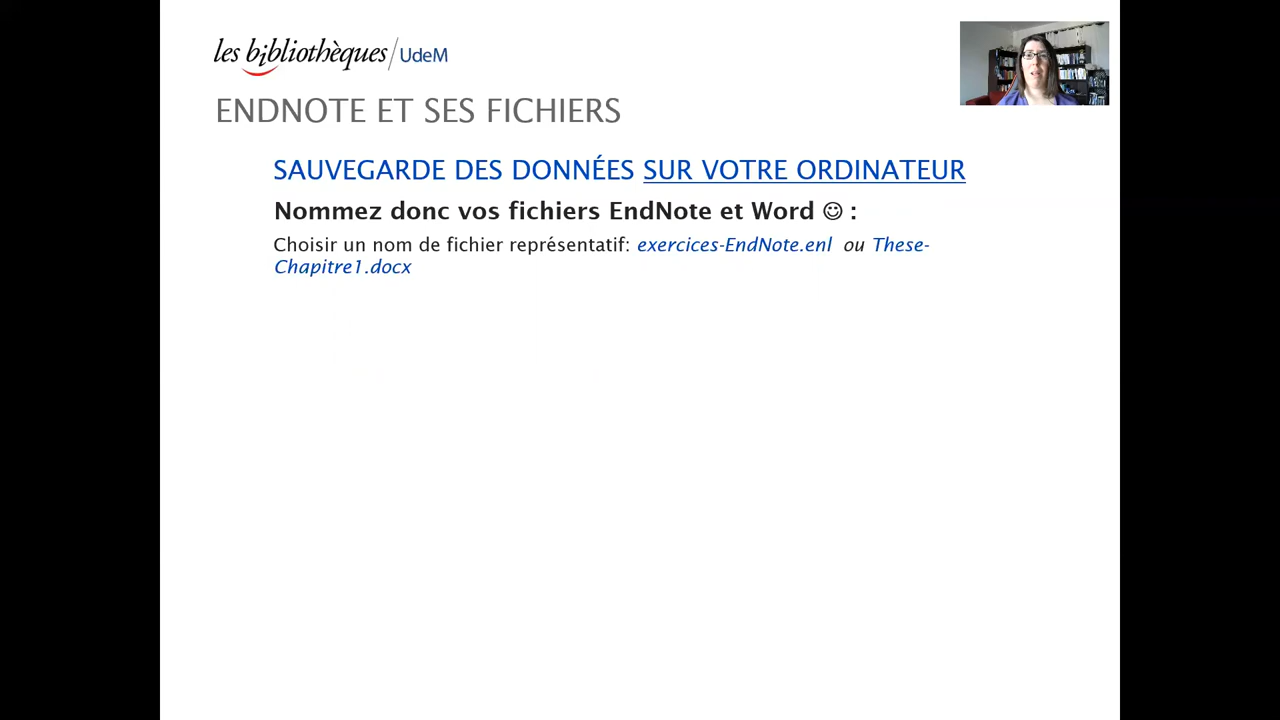 les bibliothèques/UdeM
ENDNOTE ET SES FICHIERS
SAUVEGARDE DES DONNÉES SUR VOTRE ORDINATEUR
Nommez donc vos fichiers EndNote et Word ☺ :
Choisir un nom de fichier représentatif: exercices-EndNote.enl ou These-
Chapitre1.docx